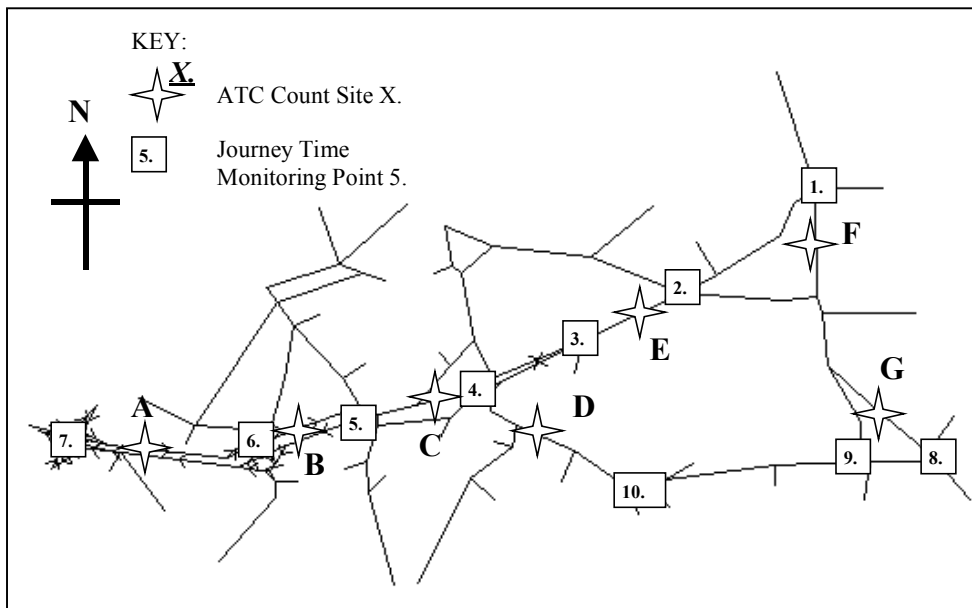 KEY:
X.
ATC Count Site X.
N
5.
Journey Time
Monitoring Point 5.
1.
F
2.
E
3.
G
A
4.
D
B
5.
C
6.
7.
9.
8.
10.